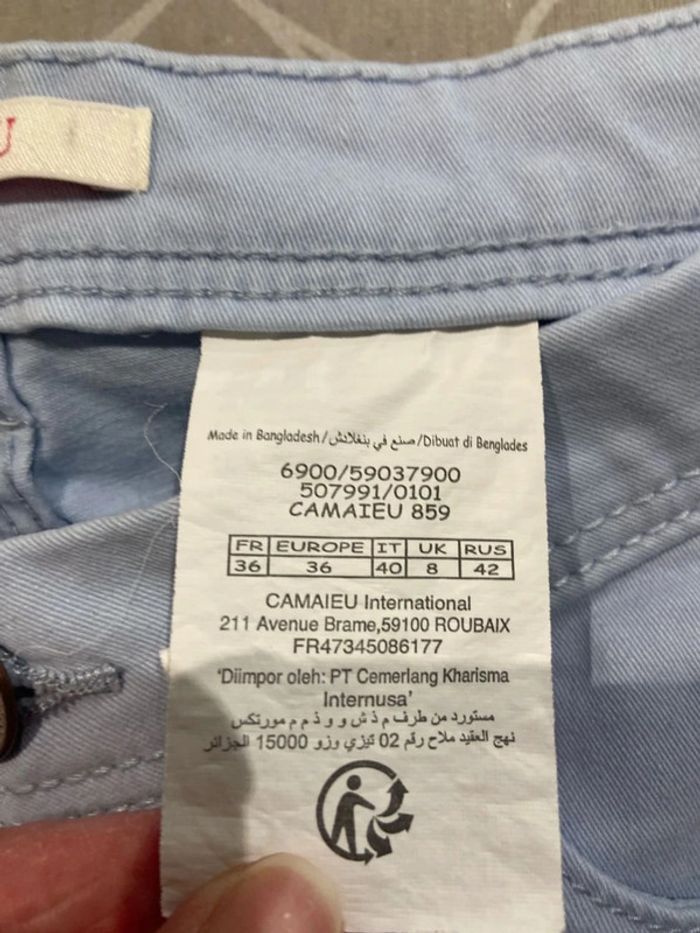 U
Made in Bangladesh/صنع في بنغلادش/Dibuat di Benglades
6900/59037900
507991/0101
CAMAIEU 859
FR EUROPE IT UK RUS
36 36 40 8 42
CAMAIEU International
211 Avenue Brame,59100 ROUBAIX
FR47345086177
'Diimpor oleh: PT Cemerlang Kharisma
Internusa'
مستورد من طرف م ذ ش و و ذ م م مورتكس
نهج العقيد ملاح رقم 02 تيزي وزو 15000 الجزائر